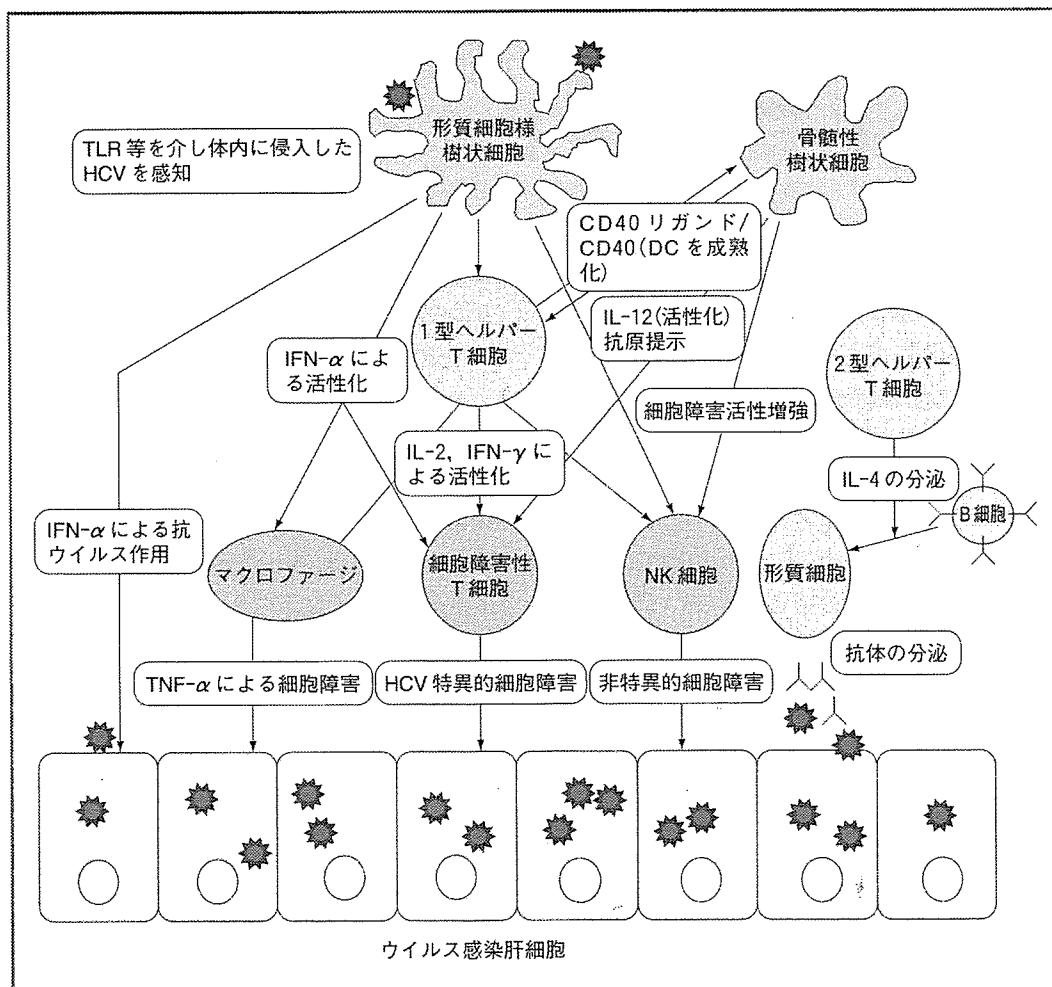 形質細胞様
樹状細胞
骨髄性
樹状細胞
TLR 等を介し体内に侵入した
HCV を感知
CD40 リガンド/
CD40(DC を成熟
化)
1 型ヘルパー
T 細胞
IL-12(活性化)
抗原提示
2 型ヘルパー
T 細胞
IFN-α によ
る活性化
細胞障害活性増強
IL-2, IFN-γ に
よる活性化
IL-4 の分泌
B 細胞
IFN-α による抗
ウイルス作用
マクロファージ
細胞障害性
T 細胞
NK 細胞
形質細胞
抗体の分泌
TNF-α による細胞障害
HCV 特異的細胞障害
非特異的細胞障害
ウイルス感染肝細胞